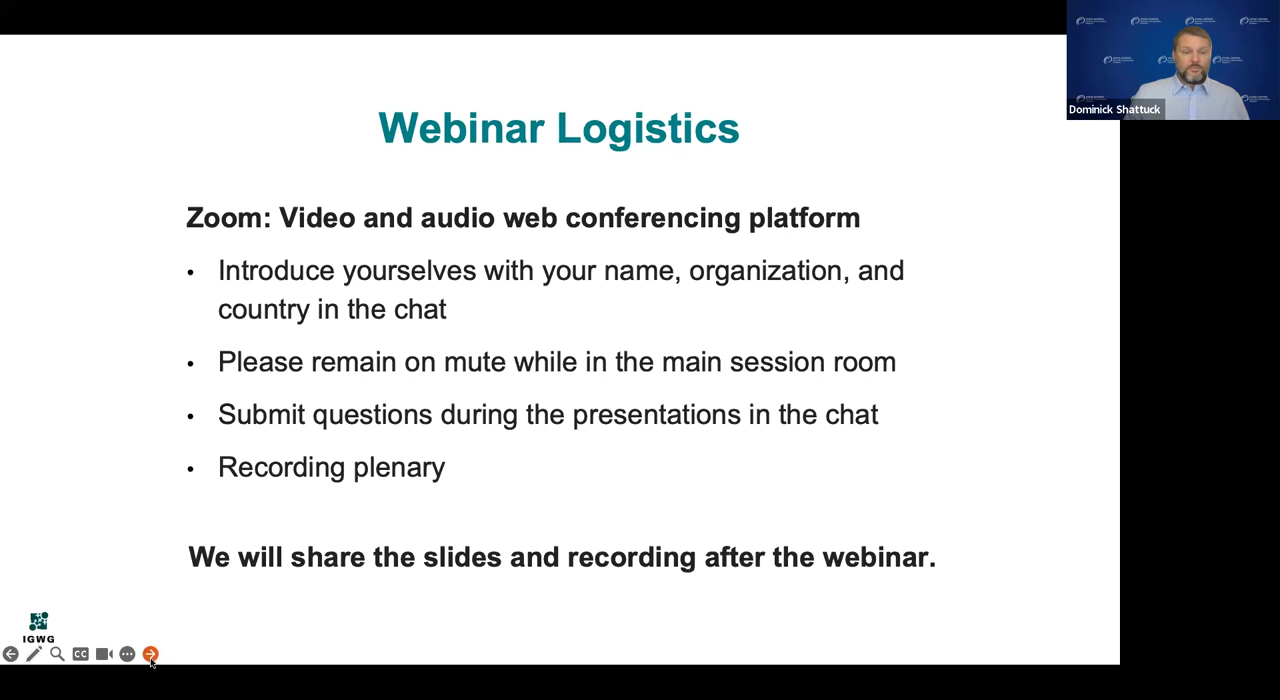 Webinar Logistics
Dominick Shattuck
Zoom: Video and audio web conferencing platform
• Introduce yourselves with your name, organization, and
country in the chat
• Please remain on mute while in the main session room
• Submit questions during the presentations in the chat
• Recording plenary
We will share the slides and recording after the webinar.
IGWG
CC